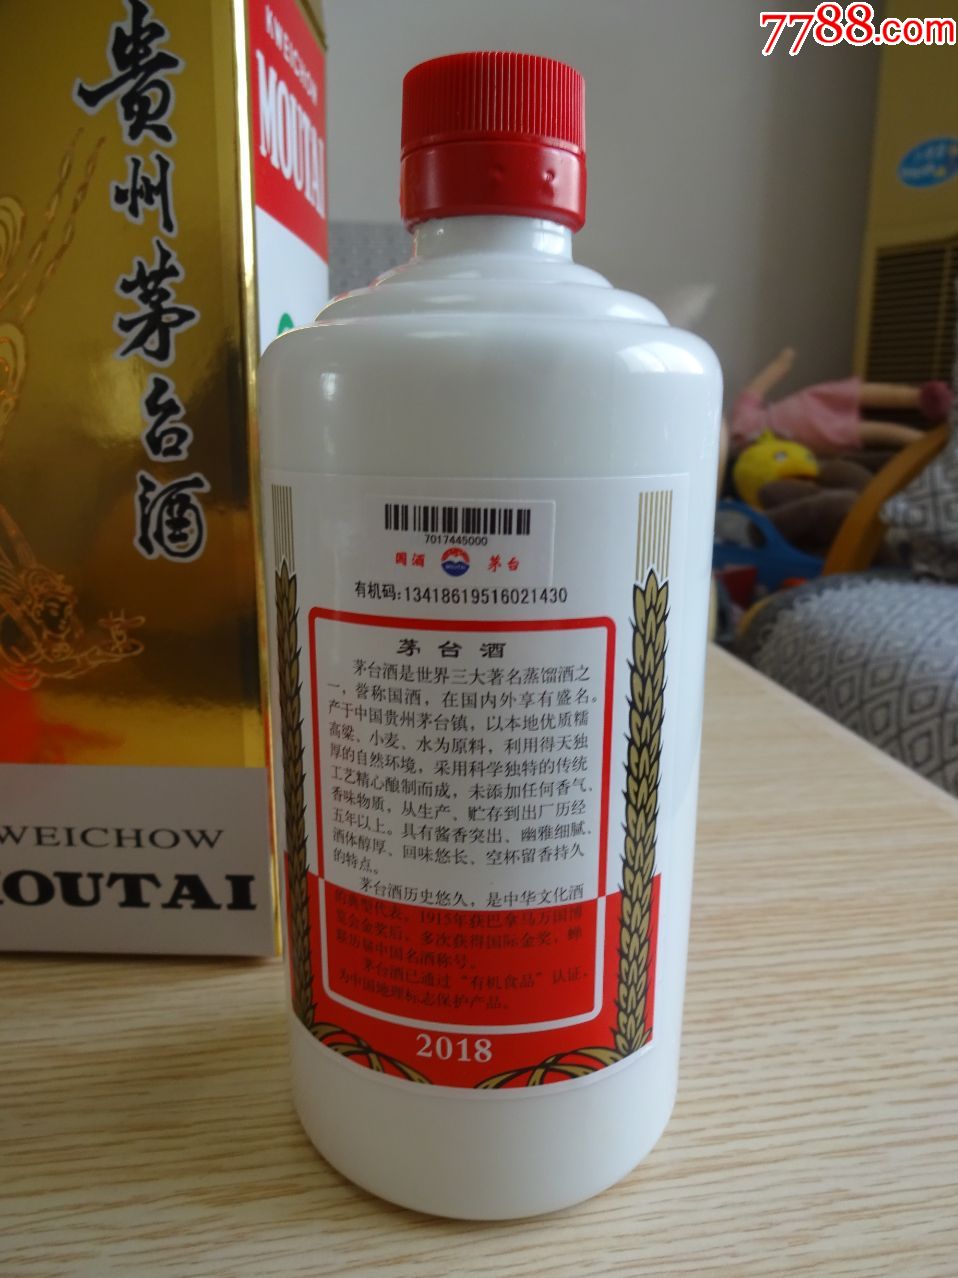 7788.com
貴州茅台酒
KWEICHOW
MOUTAI
WEICHOW
MOUTAI
7017445000
国酒
MOUTAI
茅台
有机码:13418619516021430
茅台酒
茅台酒是世界三大著名蒸馏酒之
一，誉称国酒，在国内外享有盛名。
产于中国贵州茅台镇，以本地优质糯
高粱、小麦、水为原料，利用得天独
厚的自然环境，采用科学独特的传统
工艺精心酿制而成，未添加任何香气、
香味物质，从生产、贮存到出厂历经
五年以上。具有酱香突出、幽雅细腻、
酒体醇厚、回味悠长、空杯留香持久
的特点。
茅台酒历史悠久，是中华文化酒
的典型代表。1915年获巴拿马万国博
览会金奖后，多次获得国际金奖，蝉
联历届中国名酒称号。
茅台酒已通过“有机食品”认证，
为中国地理标志保护产品。
2018